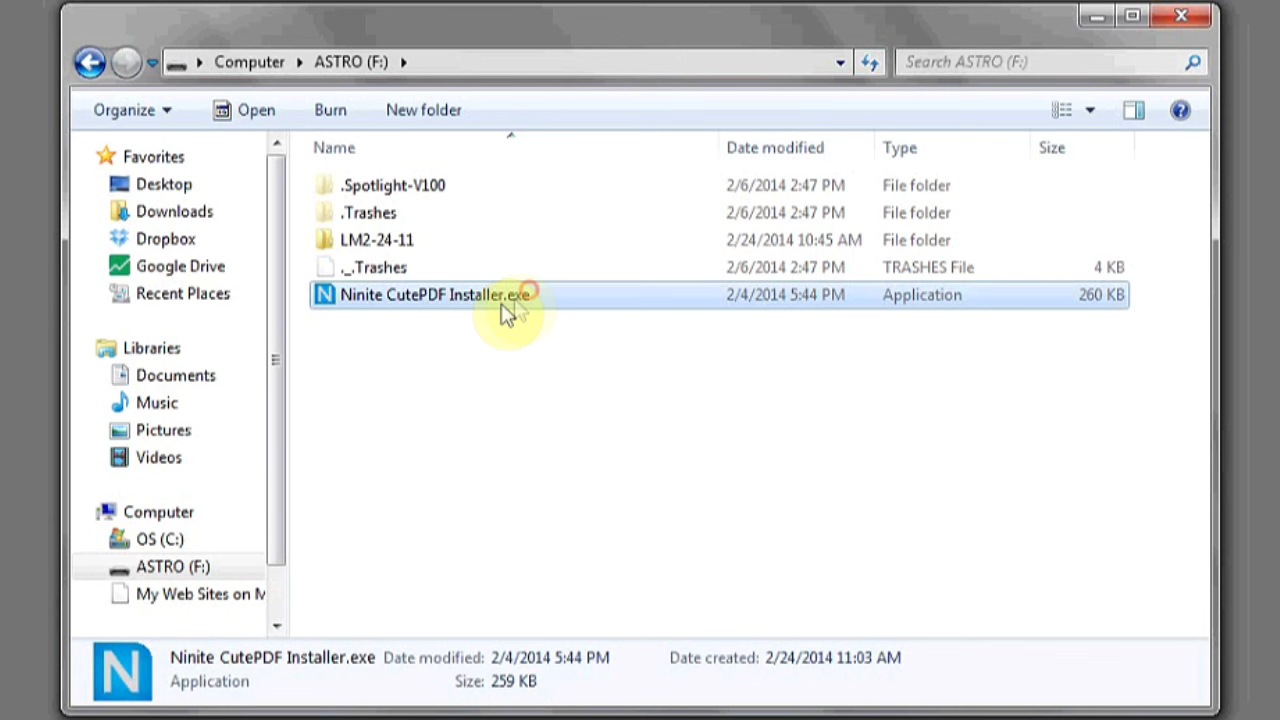 Computer ASTRO (F:)
Search ASTRO (F:)
Organize Open Burn New folder
Name Date modified Type Size
Favorites
Desktop
Downloads
Dropbox
Google Drive
Recent Places
Libraries
Documents
Music
Pictures
Videos
Computer
OS (C:)
ASTRO (F:)
My Web Sites on M
.Spotlight-V100 2/6/2014 2:47 PM File folder
.Trashes 2/6/2014 2:47 PM File folder
LM2-24-11 2/24/2014 10:45 AM File folder
._.Trashes 2/6/2014 2:47 PM TRASHES File 4 KB
Ninite CutePDF Installer.exe 2/4/2014 5:44 PM Application 260 KB
N
Ninite CutePDF Installer.exe Date modified: 2/4/2014 5:44 PM Date created: 2/24/2014 11:03 AM
Application Size: 259 KB